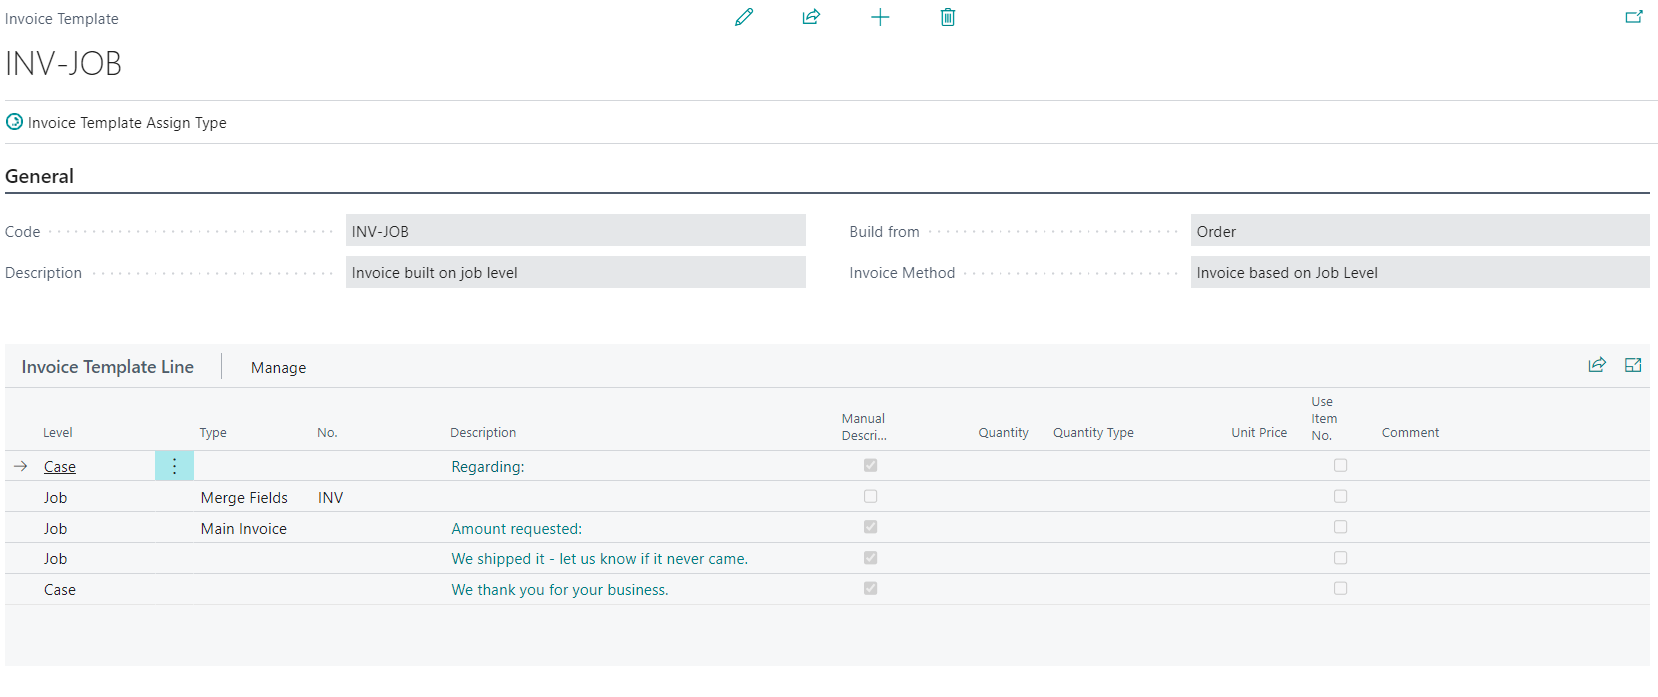 Invoice Template
INV-JOB
Invoice Template Assign Type
General
Code INV-JOB Build from Order
Description Invoice built on job level Invoice Method Invoice based on Job Level
Invoice Template Line Manage
Level Type No. Description Manual Descri... Quantity Quantity Type Unit Price Use Item No. Comment
Case Regarding:
Job Merge Fields INV
Job Main Invoice Amount requested:
Job We shipped it - let us know if it never came.
Case We thank you for your business.